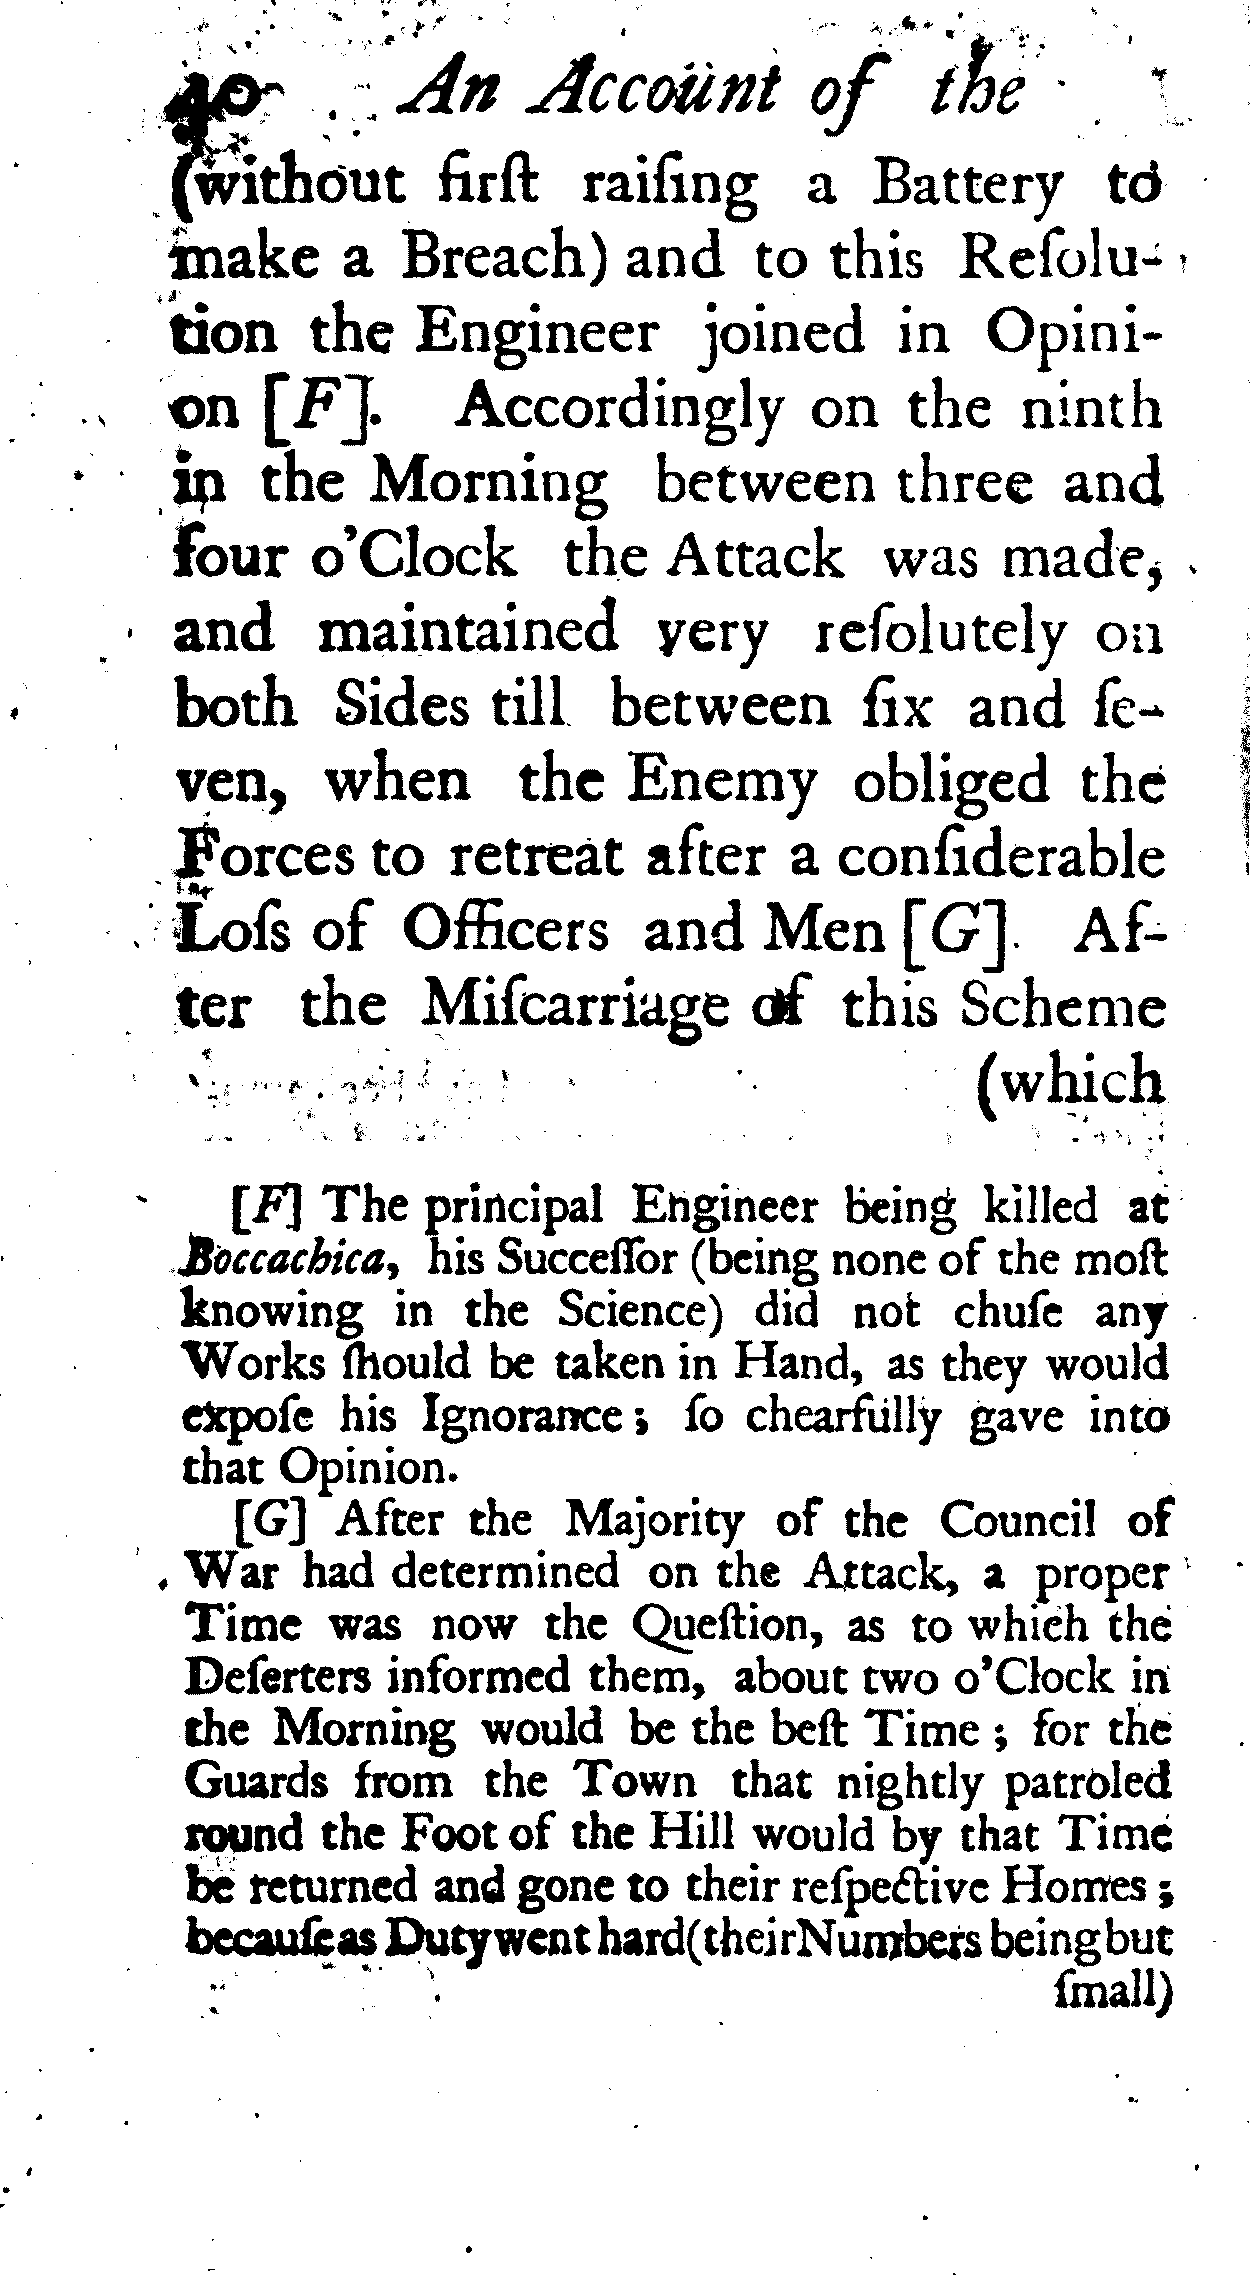 40 An Account of the
(without firſt raiſing a Battery to
make a Breach) and to this Reſolu-
tion the Engineer joined in Opini-
on [F]. Accordingly on the ninth
in the Morning between three and
four o'Clock the Attack was made,
and maintained very reſolutely on
both Sides till between ſix and ſe-
ven, when the Enemy obliged the
Forces to retreat after a conſiderable
Loſs of Officers and Men [G]. Af-
ter the Miſcarriage of this Scheme
(which
[F] The principal Engineer being killed at
Boccachica, his Succeſſor (being none of the moſt
knowing in the Science) did not chuſe any
Works ſhould be taken in Hand, as they would
expoſe his Ignorance; ſo chearfully gave into
that Opinion.
[G] After the Majority of the Council of
War had determined on the Attack, a proper
Time was now the Queſtion, as to which the
Deſerters informed them, about two o'Clock in
the Morning would be the beſt Time; for the
Guards from the Town that nightly patroled
round the Foot of the Hill would by that Time
be returned and gone to their reſpective Homes;
becauſe as Duty went hard (their Numbers being but
ſmall)